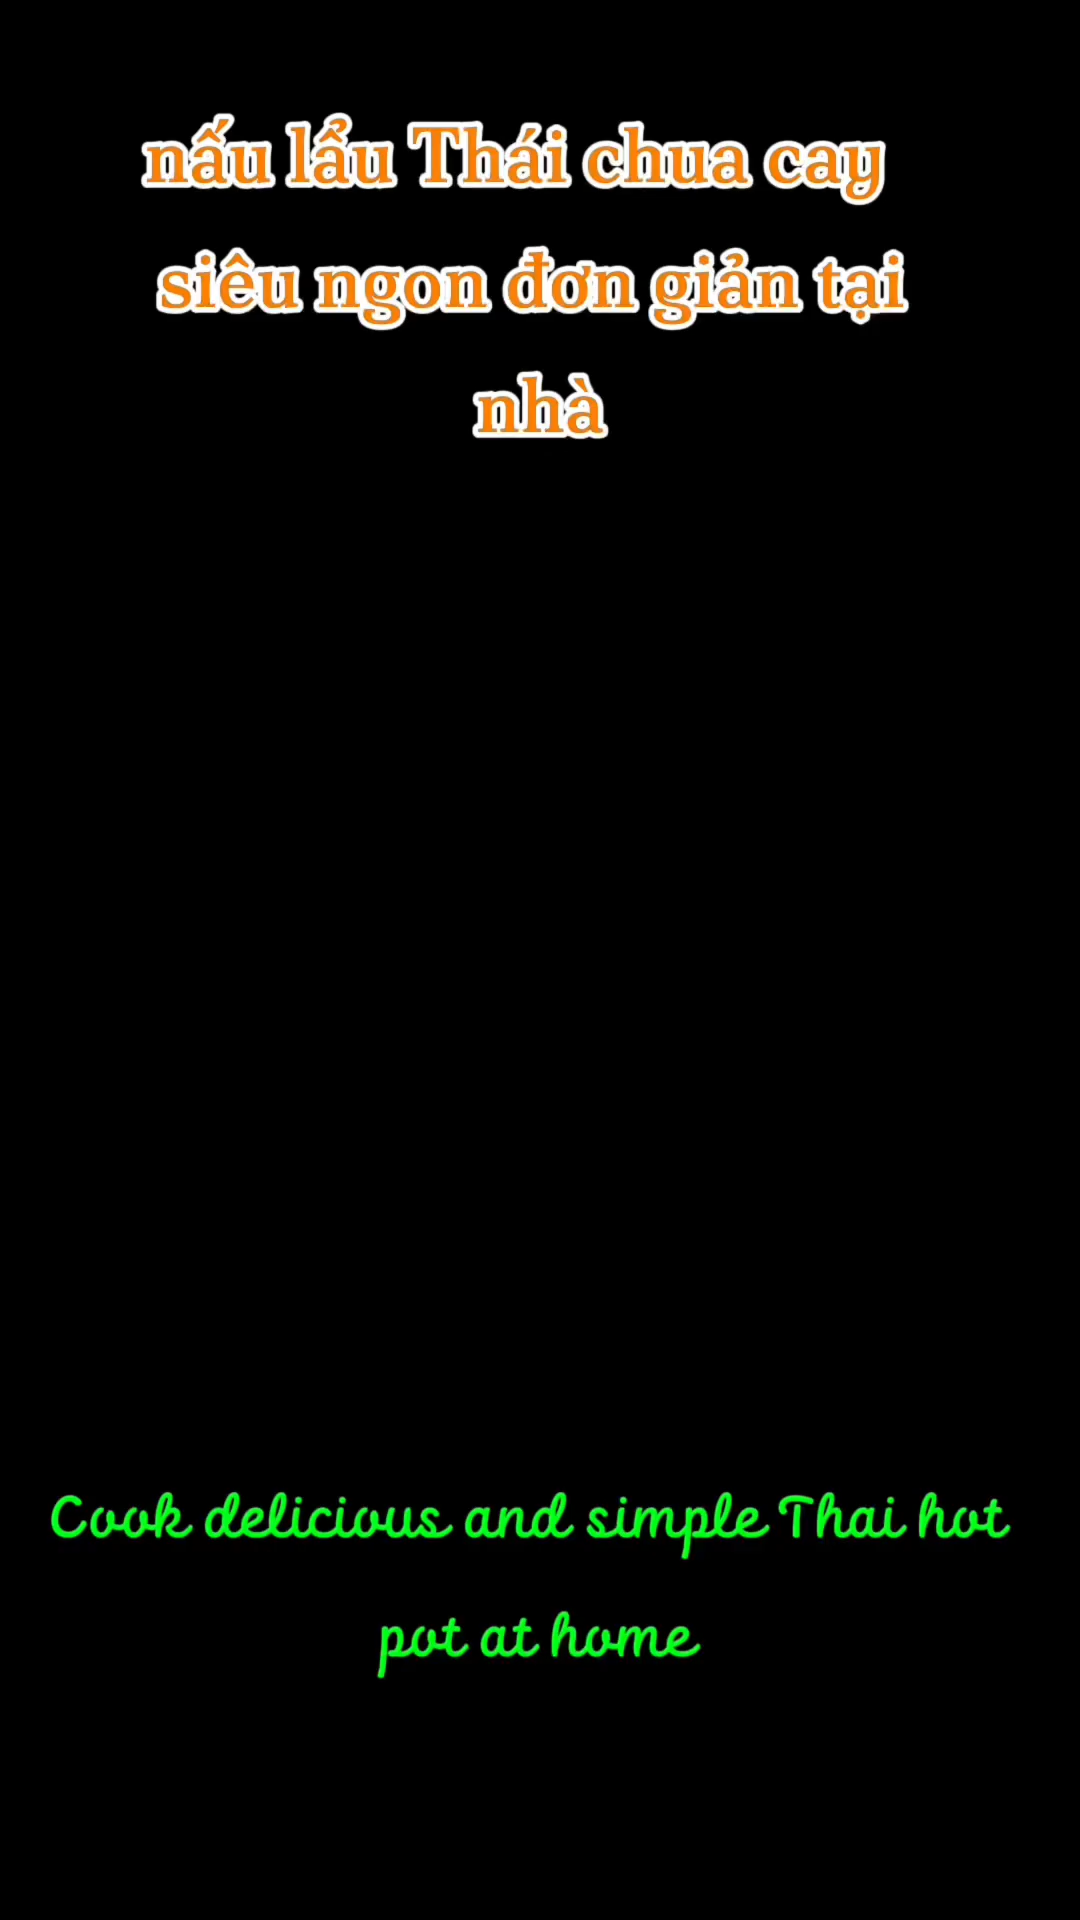 nấu lẩu Thái chua cay
siêu ngon đơn giản tại
nhà
Cook delicious and simple Thai hot
pot at home